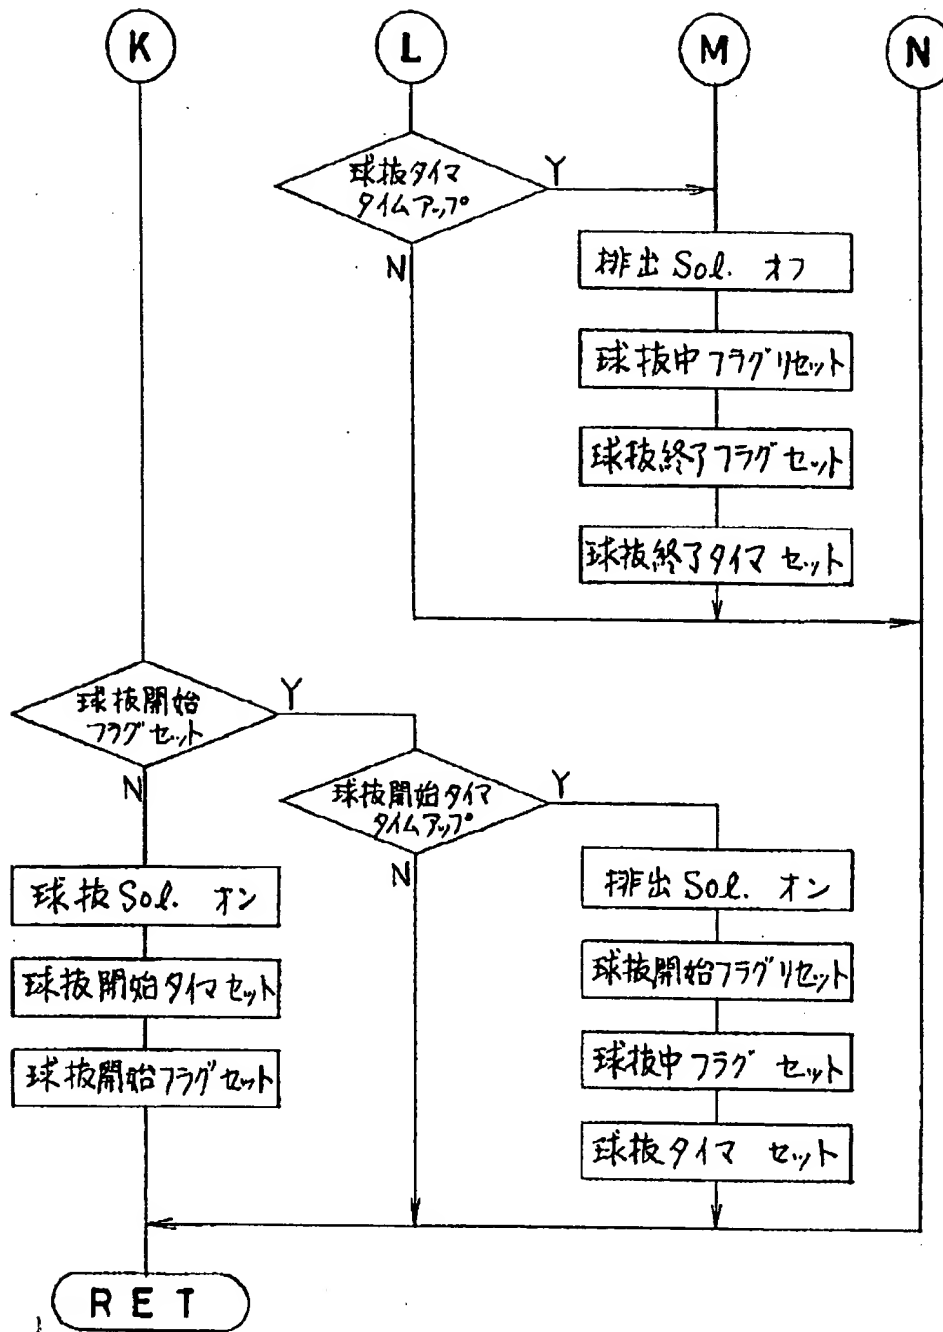 K
L
M
N
球抜タイマ
タイムアップ
Y
N
排出 Sol. オフ
球抜中フラグリセット
球抜終了フラグセット
球抜終了タイマ セット
球抜開始
フラグセット
Y
N
球抜開始タイマ
タイムアップ
Y
N
球抜 Sol. オン
球抜開始タイマセット
球抜開始フラグセット
排出 Sol. オン
球抜開始フラグリセット
球抜中フラグ セット
球抜タイマ セット
RET